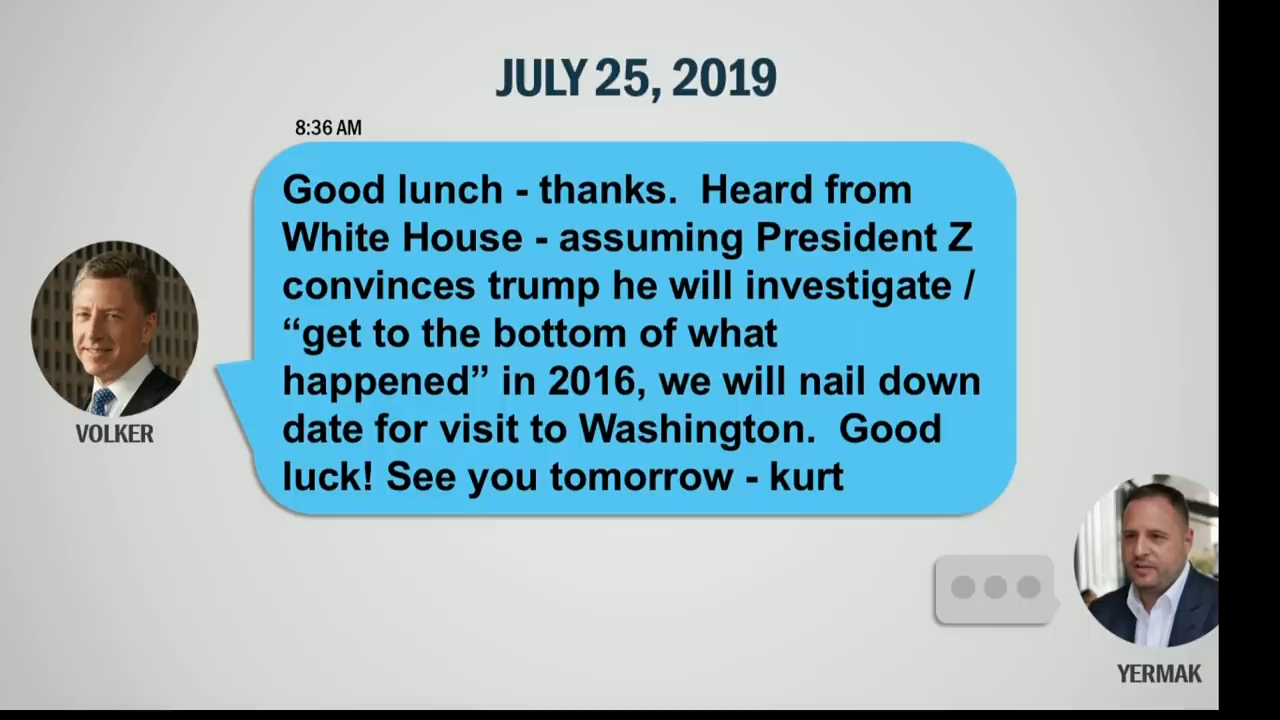 JULY 25, 2019
8:36 AM
Good lunch - thanks.  Heard from
White House - assuming President Z
convinces trump he will investigate /
“get to the bottom of what
happened” in 2016, we will nail down
date for visit to Washington.  Good
luck! See you tomorrow - kurt
VOLKER
YERMAK